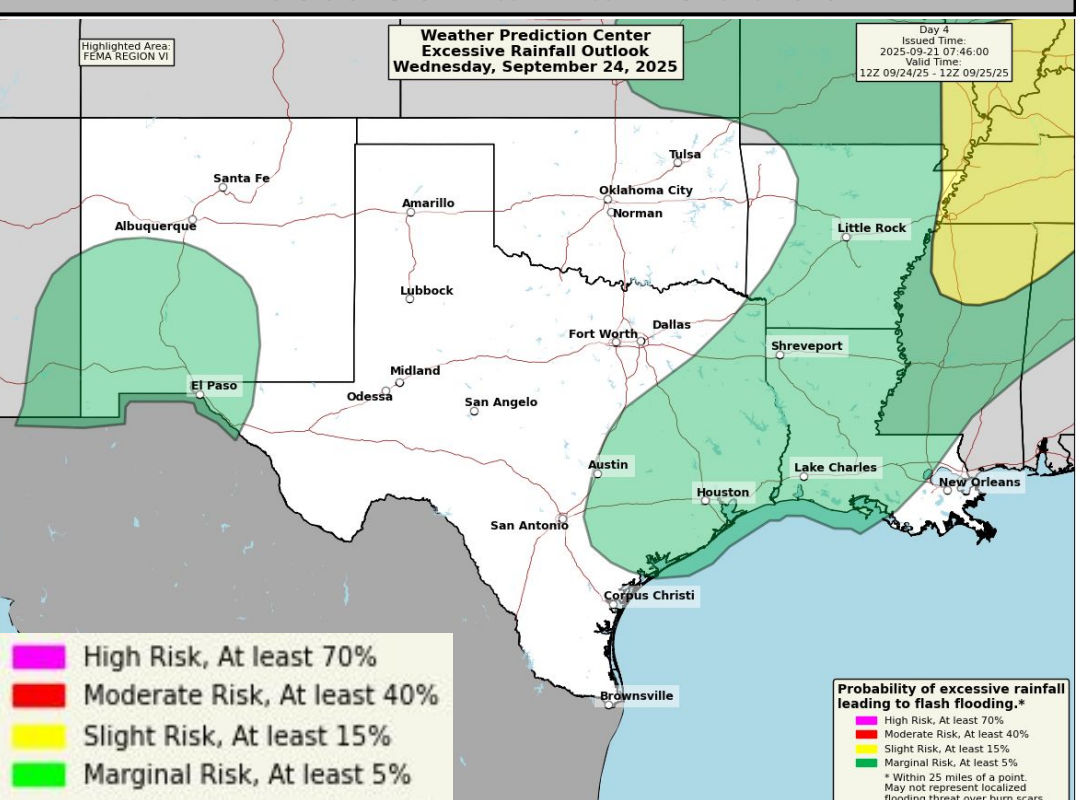 Highlighted Area:
FEMA REGION VI
Weather Prediction Center
Excessive Rainfall Outlook
Wednesday, September 24, 2025
Day 4
Issued Time:
2025-09-21 07:46:00
Valid Time:
12Z 09/24/25 - 12Z 09/25/25
Santa Fe
Albuquerque
Amarillo
Tulsa
Oklahoma City
Norman
Little Rock
Lubbock
Fort Worth
Dallas
Shreveport
El Paso
Midland
Odessa
San Angelo
Austin
Lake Charles
Houston
New Orleans
San Antonio
Corpus Christi
Brownsville
High Risk, At least 70%
Moderate Risk, At least 40%
Slight Risk, At least 15%
Marginal Risk, At least 5%
Probability of excessive rainfall
leading to flash flooding.*
High Risk, At least 70%
Moderate Risk, At least 40%
Slight Risk, At least 15%
Marginal Risk, At least 5%
* Within 25 miles of a point.
May not represent localized
flooding threat over burn scars